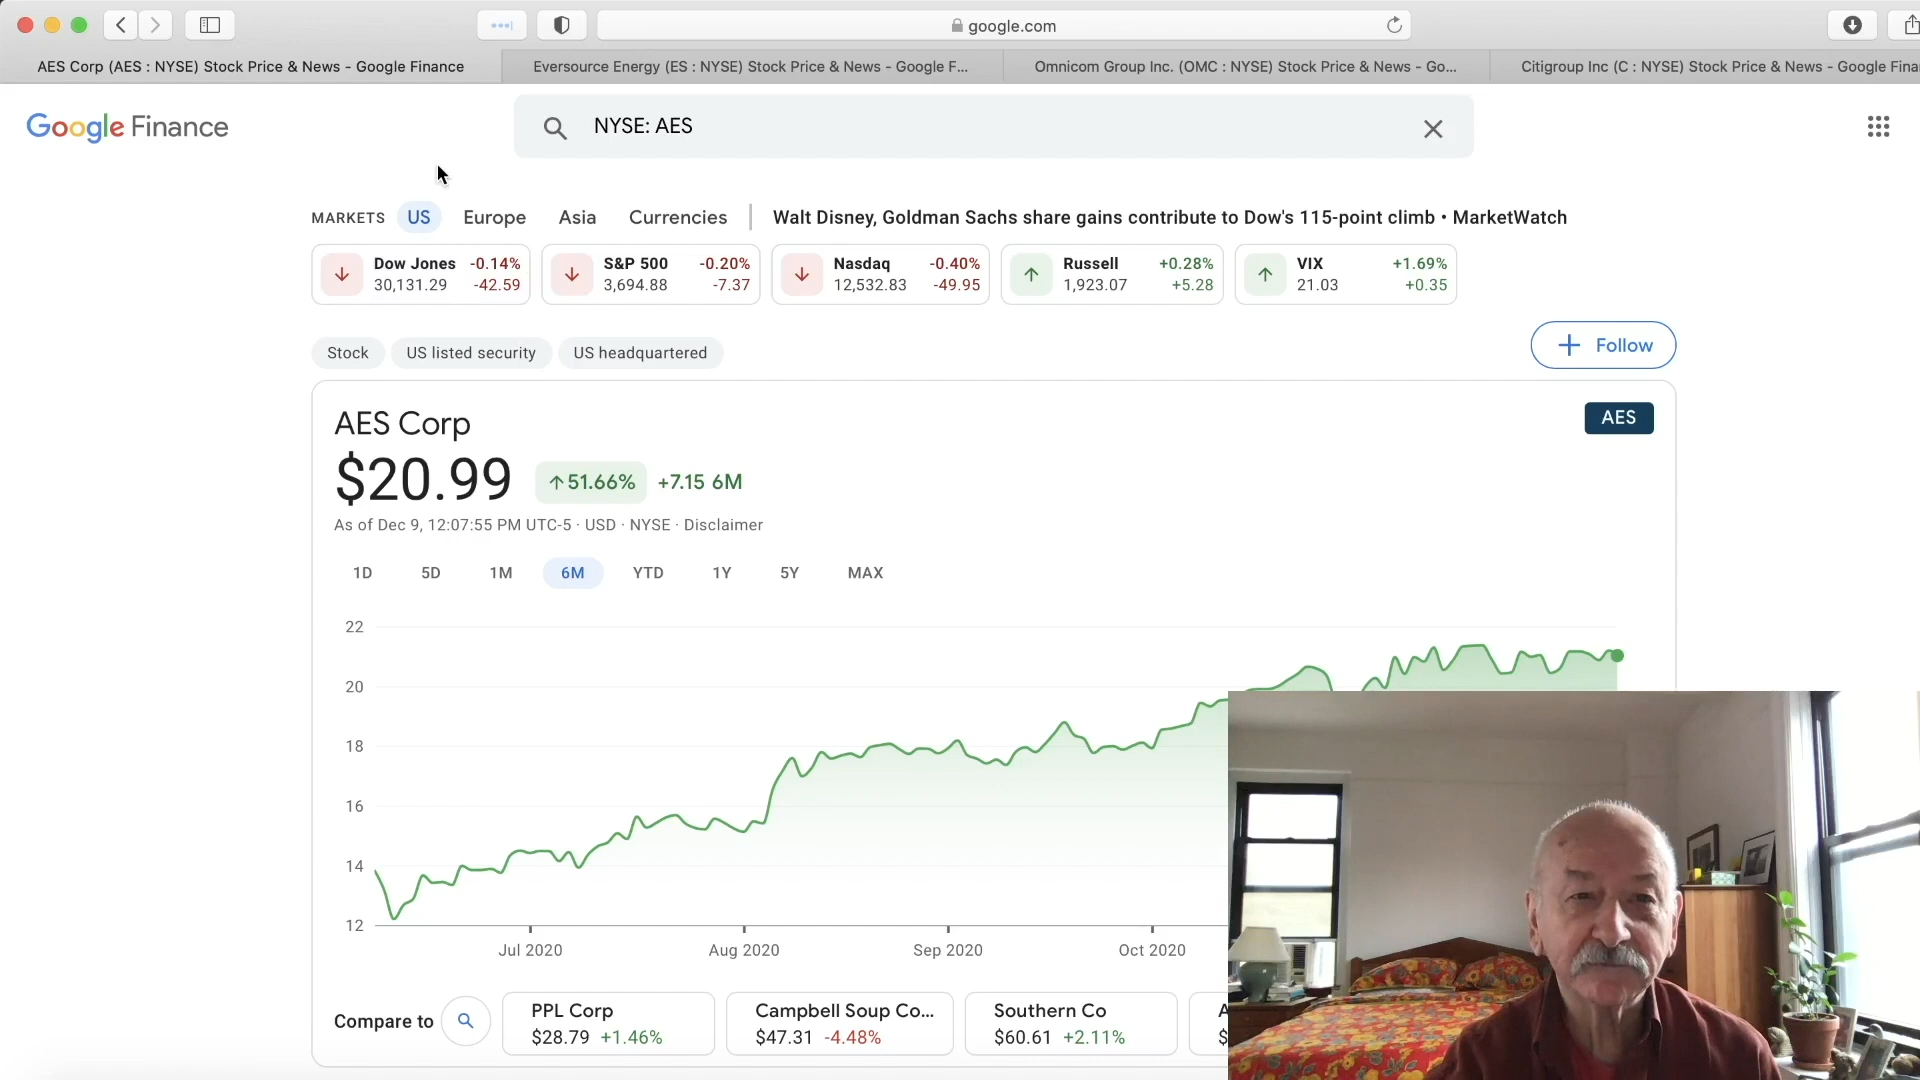 google.com
AES Corp (AES : NYSE) Stock Price & News - Google Finance
Eversource Energy (ES : NYSE) Stock Price & News - Google F...
Omnicom Group Inc. (OMC : NYSE) Stock Price & News - Go...
Citigroup Inc (C : NYSE) Stock Price & News - Google Fina
Google Finance
NYSE: AES
MARKETS US Europe Asia Currencies
Walt Disney, Goldman Sachs share gains contribute to Dow's 115-point climb • MarketWatch
Dow Jones -0.14%
30,131.29 -42.59
S&P 500 -0.20%
3,694.88 -7.37
Nasdaq -0.40%
12,532.83 -49.95
Russell +0.28%
1,923.07 +5.28
VIX +1.69%
21.03 +0.35
Stock US listed security US headquartered
+ Follow
AES Corp
AES
$20.99 ↑51.66% +7.15 6M
As of Dec 9, 12:07:55 PM UTC-5 · USD · NYSE · Disclaimer
1D 5D 1M 6M YTD 1Y 5Y MAX
22
20
18
16
14
12
Jul 2020 Aug 2020 Sep 2020 Oct 2020
Compare to
PPL Corp
$28.79 +1.46%
Campbell Soup Co...
$47.31 -4.48%
Southern Co
$60.61 +2.11%